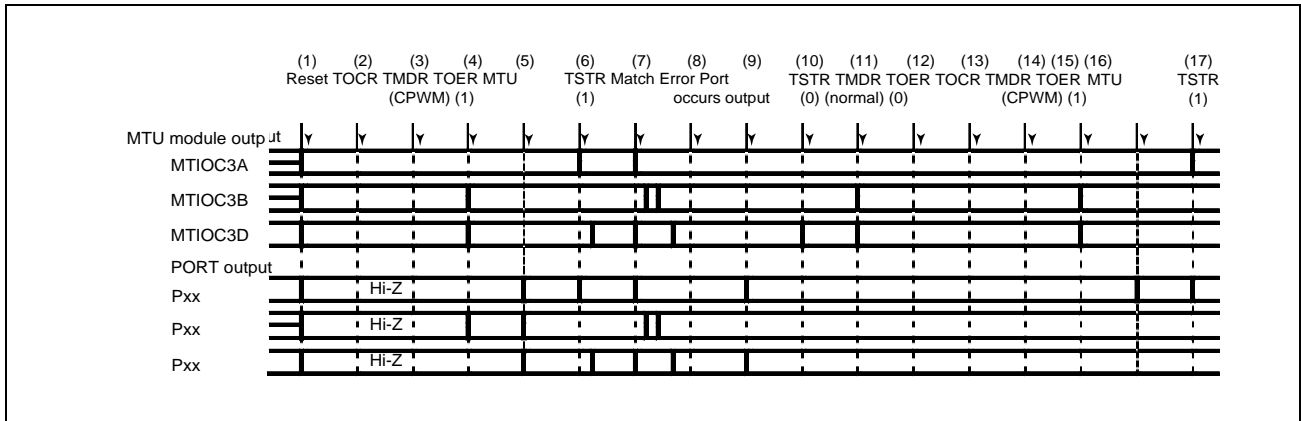 (1) (2) (3) (4) (5) (6) (7) (8) (9) (10) (11) (12) (13) (14) (15) (16) (17)
Reset TOCR TMDR TOER MTU TSTR Match Error Port TSTR TMDR TOER TOCR TMDR TOER MTU TSTR
(CPWM) (1) (1) occurs output (0) (normal) (0) (CPWM) (1) (1)
MTU module output
MTIOC3A
MTIOC3B
MTIOC3D
PORT output
Pxx Hi-Z
Pxx Hi-Z
Pxx Hi-Z